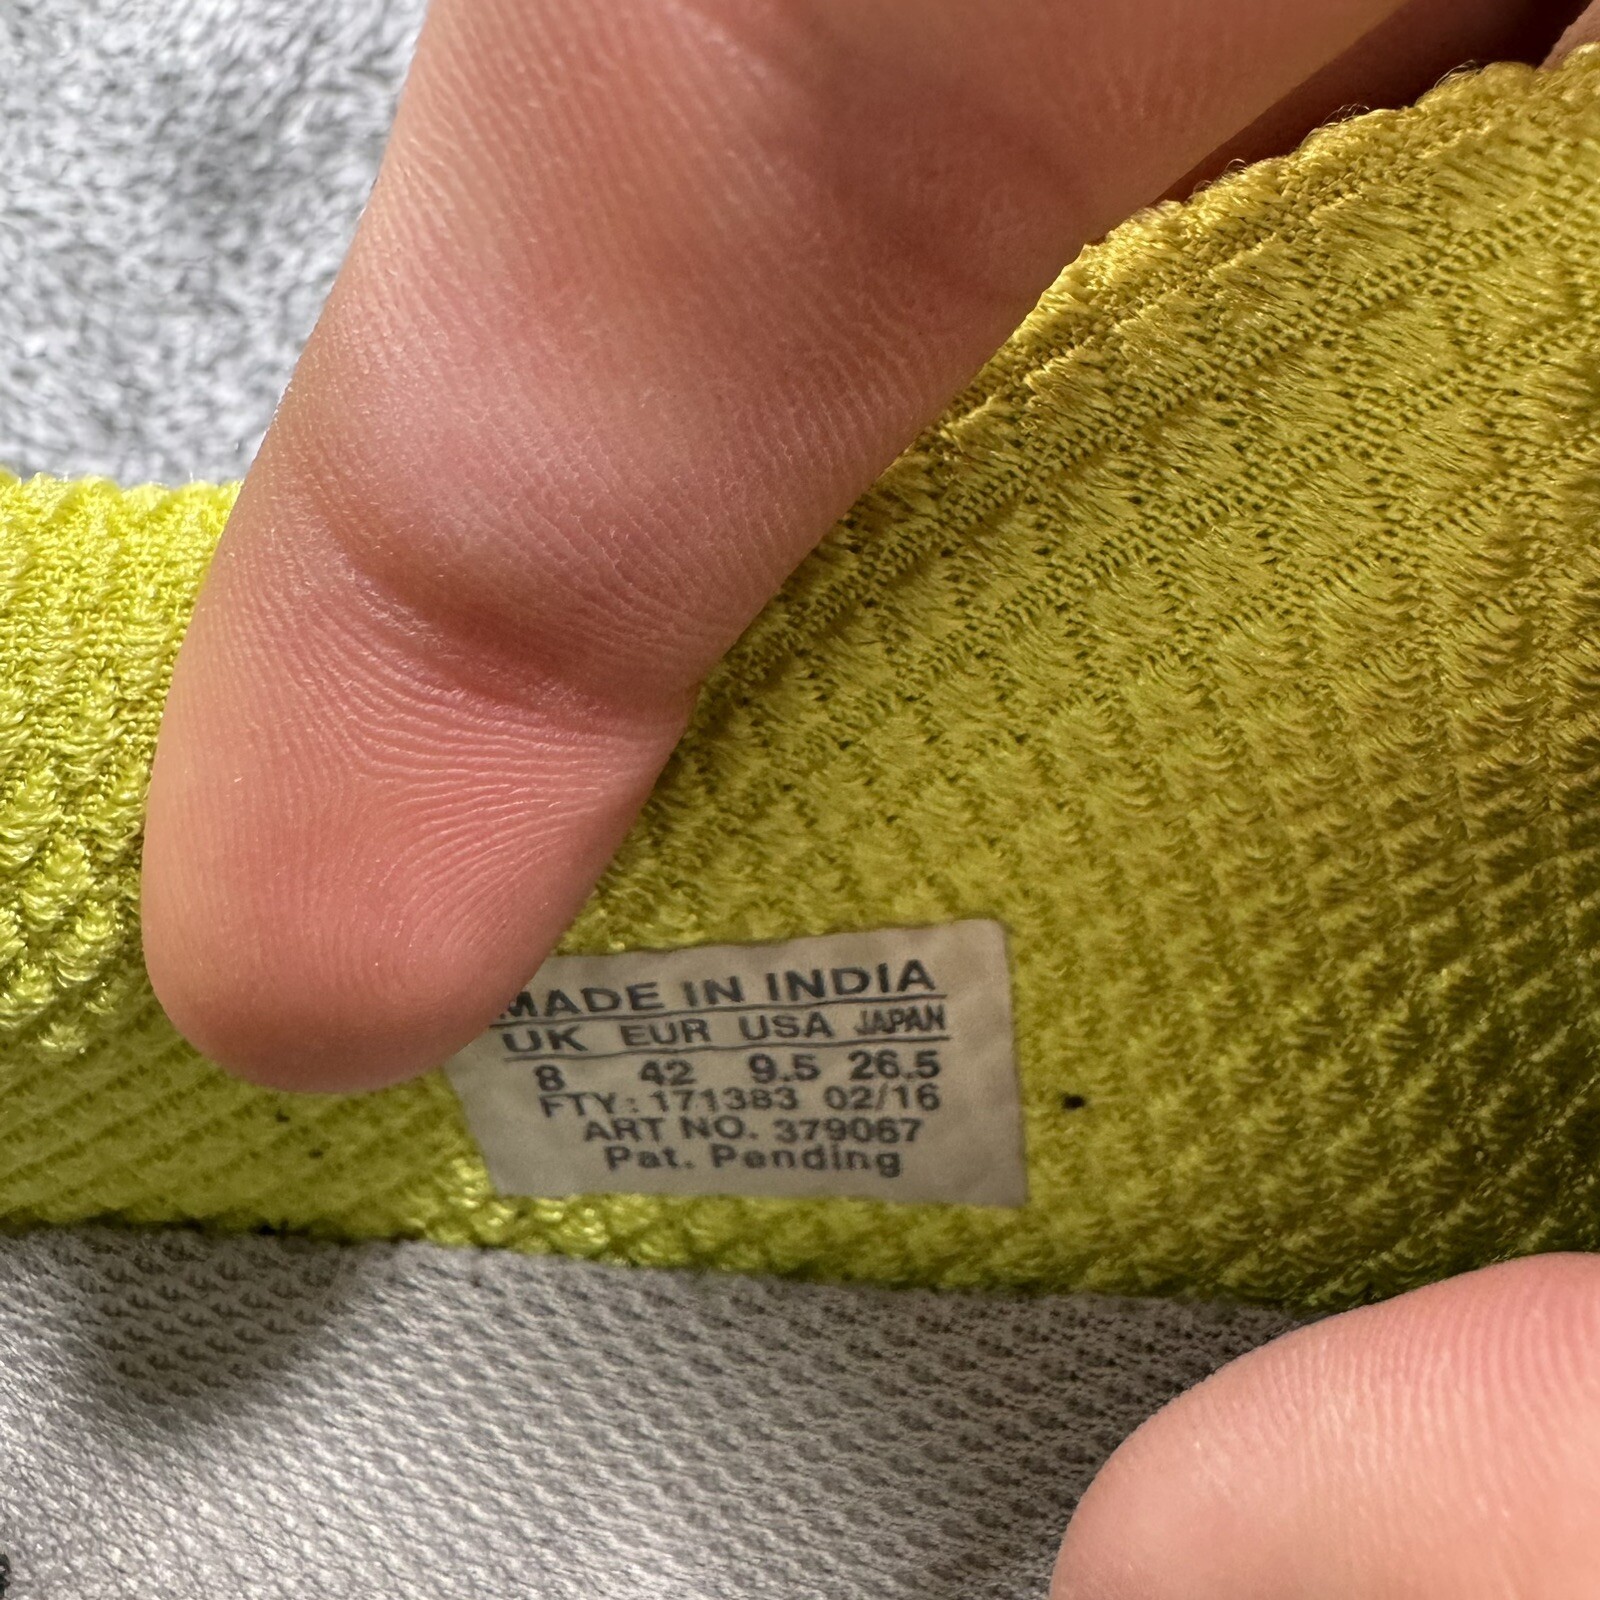 MADE IN INDIA
UK EUR USA JAPAN
8 42 9.5 26.5
FTY: 171383 02/16
ART NO. 379067
Pat. Pending